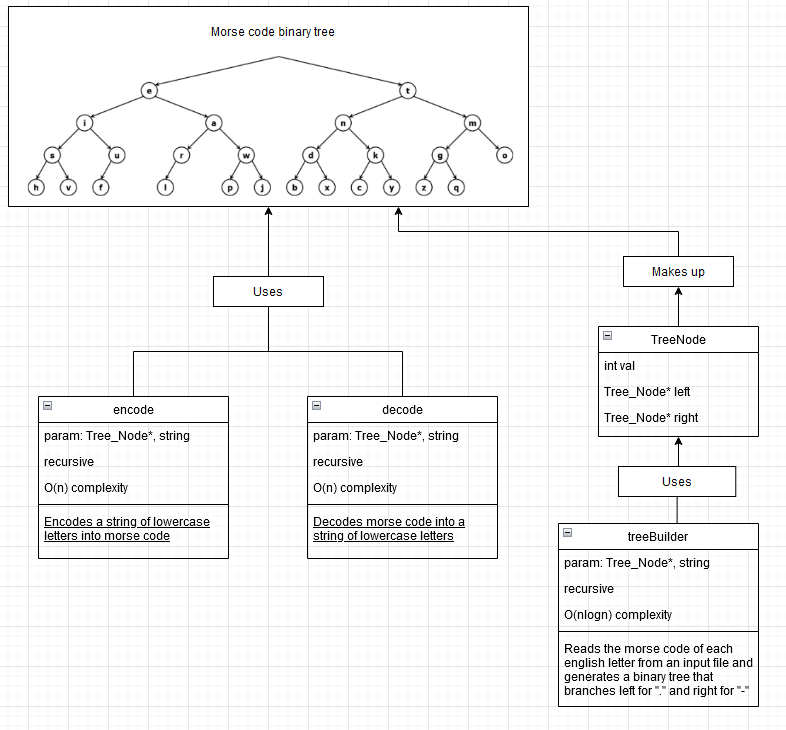 Morse code binary tree
e t
i a n m
s u r w d k g o
h v f l p j b x c y z q
Uses
Makes up
TreeNode
int val
Tree_Node* left
Tree_Node* right
encode
param: Tree_Node*, string
recursive
O(n) complexity
Encodes a string of lowercase
letters into morse code
decode
param: Tree_Node*, string
recursive
O(n) complexity
Decodes morse code into a
string of lowercase letters
Uses
treeBuilder
param: Tree_Node*, string
recursive
O(nlogn) complexity
Reads the morse code of each
english letter from an input file and
generates a binary tree that
branches left for "." and right for "-"